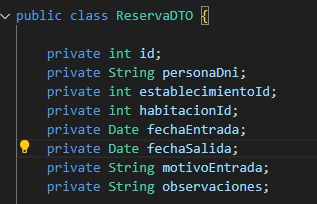 public class ReservaDTO {
private int id;
private String personaDni;
private int establecimientoId;
private int habitacionId;
private Date fechaEntrada;
private Date fechaSalida;
private String motivoEntrada;
private String observaciones;